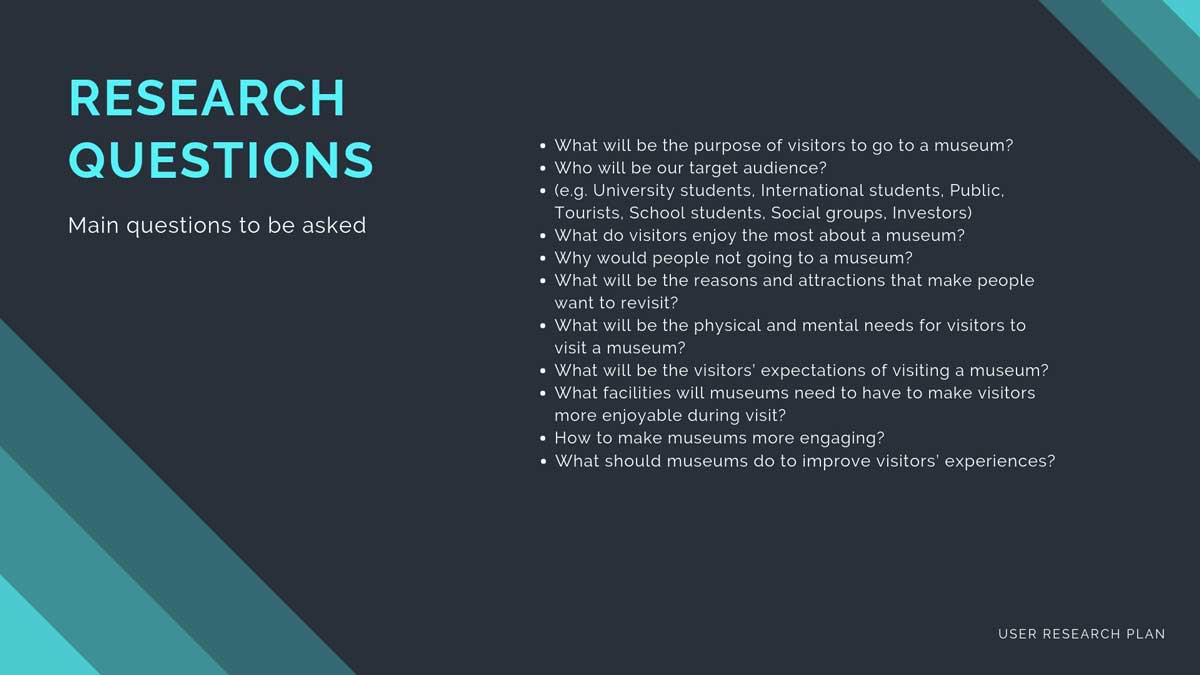 RESEARCH
QUESTIONS
Main questions to be asked
• What will be the purpose of visitors to go to a museum?
• Who will be our target audience?
• (e.g. University students, International students, Public,
Tourists, School students, Social groups, Investors)
• What do visitors enjoy the most about a museum?
• Why would people not going to a museum?
• What will be the reasons and attractions that make people
want to revisit?
• What will be the physical and mental needs for visitors to
visit a museum?
• What will be the visitors' expectations of visiting a museum?
• What facilities will museums need to have to make visitors
more enjoyable during visit?
• How to make museums more engaging?
• What should museums do to improve visitors' experiences?
USER RESEARCH PLAN